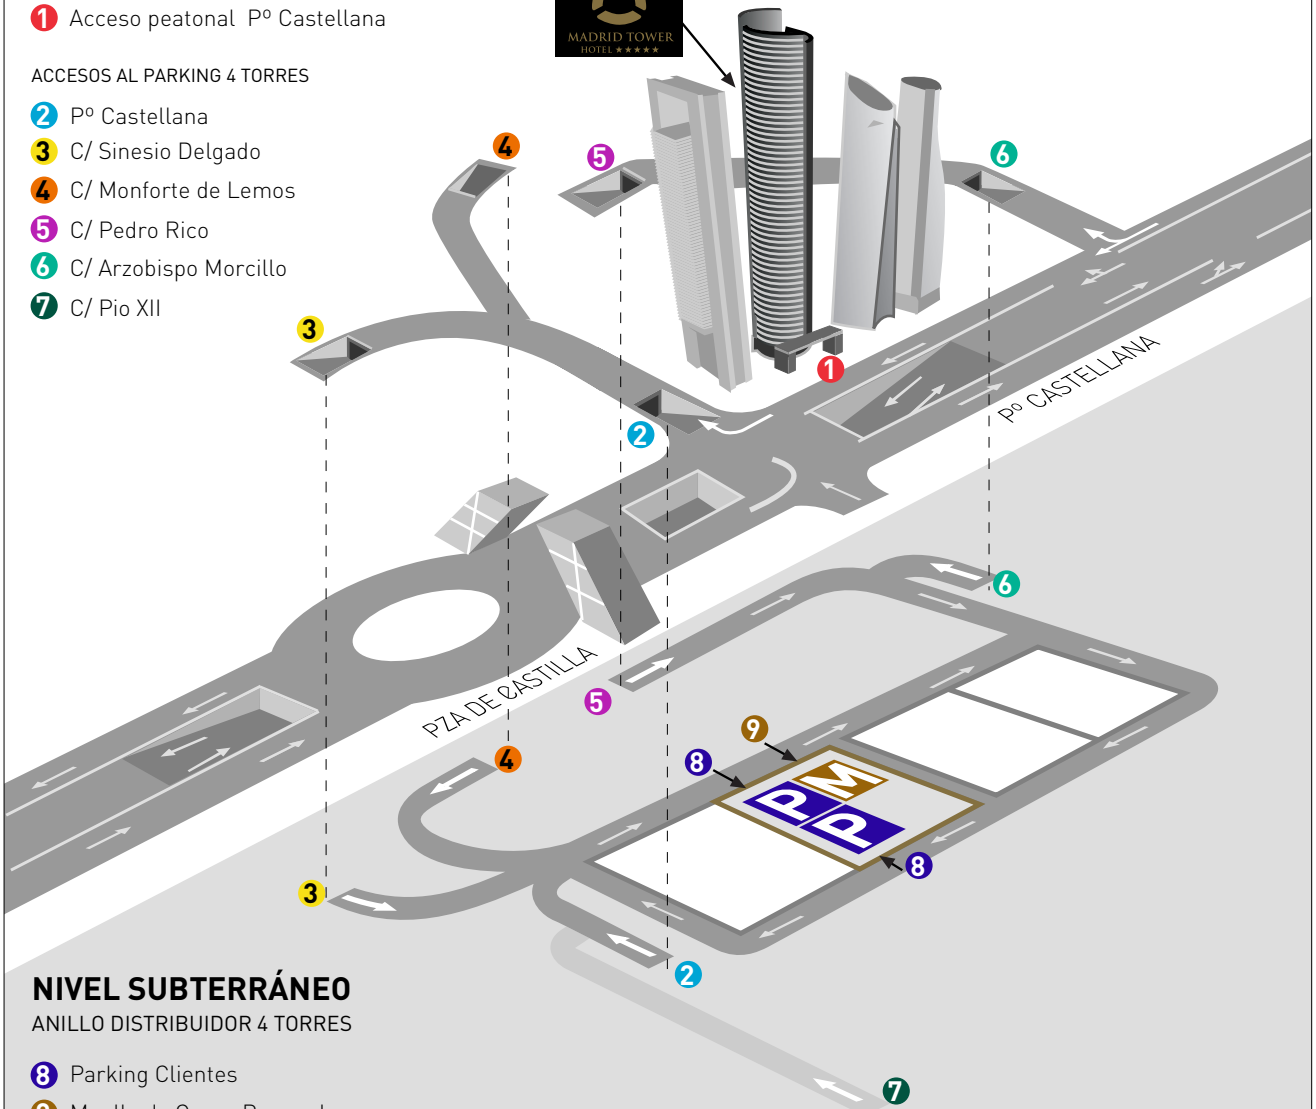 1 Acceso peatonal Pº Castellana
MADRID TOWER
HOTEL ★★★★★
ACCESOS AL PARKING 4 TORRES
2 Pº Castellana
3 C/ Sinesio Delgado
4 C/ Monforte de Lemos
5 C/ Pedro Rico
6 C/ Arzobispo Morcillo
7 C/ Pio XII
4
5
6
3
1
2
Pº CASTELLANA
PZA DE CASTILLA
6
5
9
8
4
M
P
P
8
3
2
7
NIVEL SUBTERRÁNEO
ANILLO DISTRIBUIDOR 4 TORRES
8 Parking Clientes
9